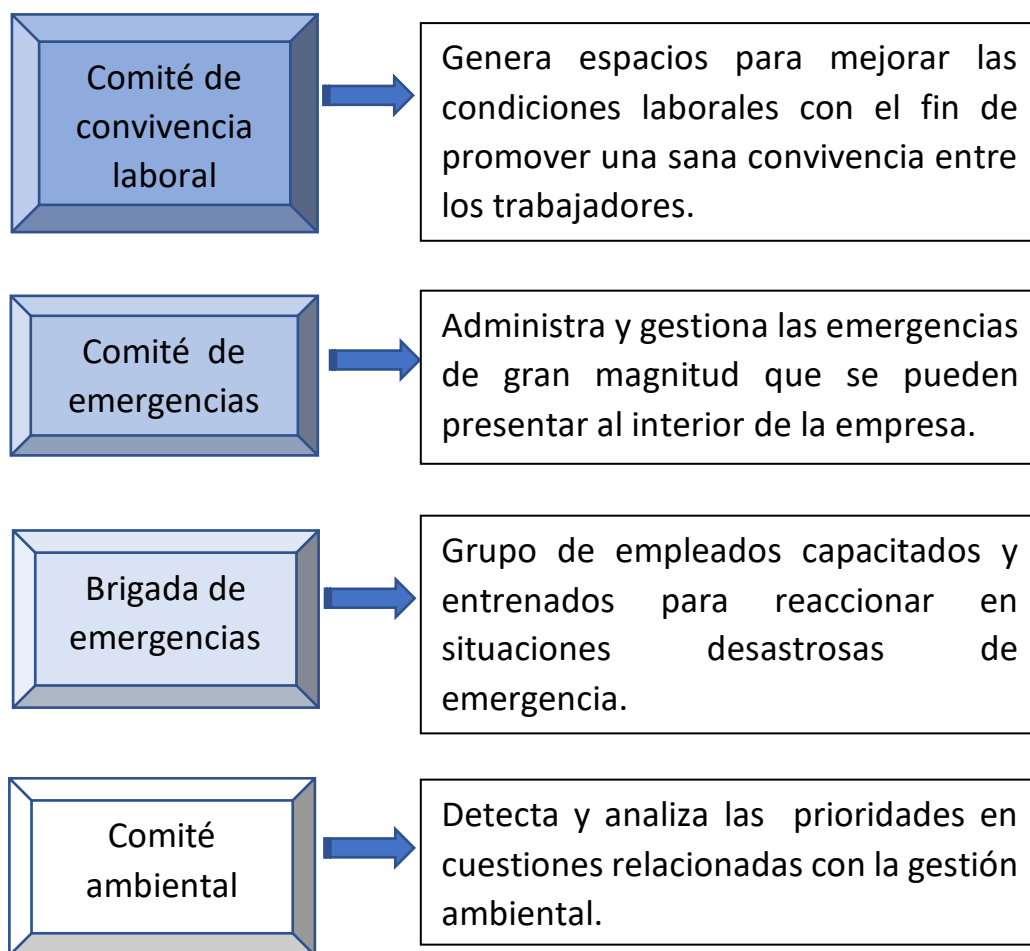 Comité de
convivencia
laboral
Genera espacios para mejorar las
condiciones laborales con el fin de
promover una sana convivencia entre
los trabajadores.
Comité de
emergencias
Administra y gestiona las emergencias
de gran magnitud que se pueden
presentar al interior de la empresa.
Brigada de
emergencias
Grupo de empleados capacitados y
entrenados para reaccionar en
situaciones desastrosas de
emergencia.
Comité
ambiental
Detecta y analiza las prioridades en
cuestiones relacionadas con la gestión
ambiental.